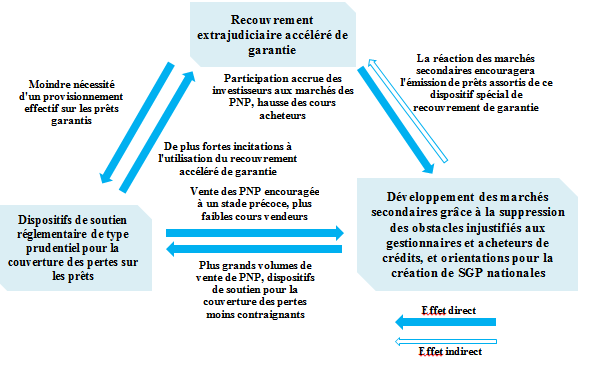 Recouvrement
extrajudiciaire accéléré de
garantie
Moindre nécessité
d'un provisionnement
effectif sur les prêts
garantis
Participation accrue des
investisseurs aux marchés des
PNP, hausse des cours
acheteurs
La réaction des marchés
secondaires encouragera
l'émission de prêts assortis de ce
dispositif spécial de
recouvrement de garantie
De plus fortes incitations à
l'utilisation du recouvrement
accéléré de garantie
Dispositifs de soutien
réglementaire de type
prudentiel pour la
couverture des pertes sur
les prêts
Vente des PNP encouragée
à un stade précoce, plus
faibles cours vendeurs
Plus grands volumes de
vente de PNP, dispositifs
de soutien pour la
couverture des pertes
moins contraignants
Développement des marchés
secondaires grâce à la suppression
des obstacles injustifiés aux
gestionnaires et acheteurs de
crédits, et orientations pour la
création de SGP nationales
Effet direct
Effet indirect